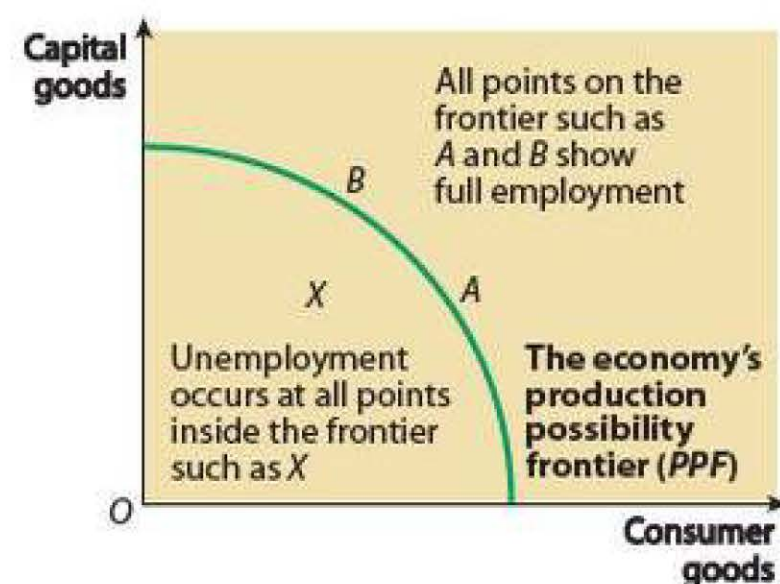 Capital
goods
All points on the
frontier such as
A and B show
full employment
B
A
X
Unemployment
occurs at all points
inside the frontier
such as X
The economy's
production
possibility
frontier (PPF)
O
Consumer
goods